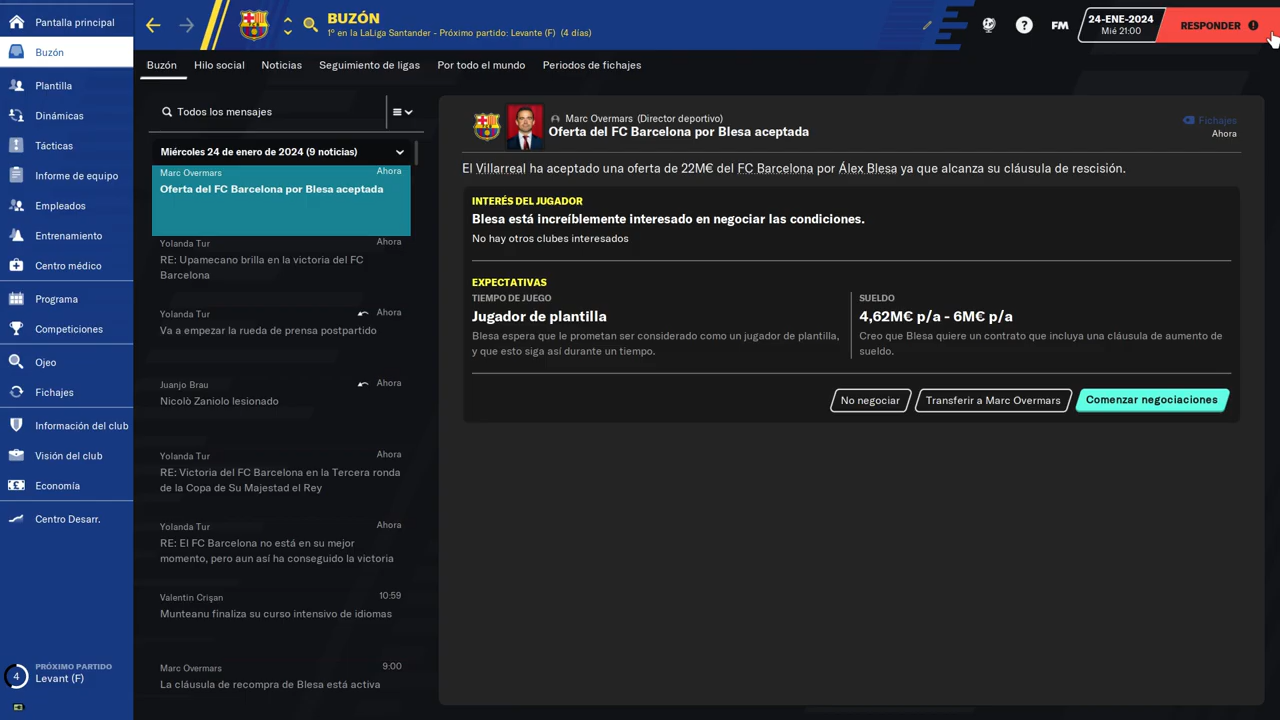 Pantalla principal
Buzón
Plantilla
Dinámicas
Tácticas
Informe de equipo
Empleados
Entrenamiento
Centro médico
Programa
Competiciones
Ojeo
Fichajes
Información del club
Visión del club
Economía
Centro Desarr.
4
PRÓXIMO PARTIDO
Levant (F)
BUZÓN
1º en la LaLiga Santander - Próximo partido: Levante (F) (4 días)
?
FM
24-ENE-2024
Mié 21:00
RESPONDER
Buzón
Hilo social
Noticias
Seguimiento de ligas
Por todo el mundo
Periodos de fichajes
Todos los mensajes
Miércoles 24 de enero de 2024 (9 noticias)
Marc Overmars
Ahora
Oferta del FC Barcelona por Blesa aceptada
Yolanda Tur
Ahora
RE: Upamecano brilla en la victoria del FC
Barcelona
Yolanda Tur
Ahora
Va a empezar la rueda de prensa postpartido
Juanjo Brau
Ahora
Nicolò Zaniolo lesionado
Yolanda Tur
Ahora
RE: Victoria del FC Barcelona en la Tercera ronda
de la Copa de Su Majestad el Rey
Yolanda Tur
Ahora
RE: El FC Barcelona no está en su mejor
momento, pero aun así ha conseguido la victoria
Valentin Crişan
10:59
Munteanu finaliza su curso intensivo de idiomas
Marc Overmars
9:00
La cláusula de recompra de Blesa está activa
Marc Overmars (Director deportivo)
Oferta del FC Barcelona por Blesa aceptada
Fichajes
Ahora
El Villarreal ha aceptado una oferta de 22M€ del FC Barcelona por Álex Blesa ya que alcanza su cláusula de rescisión.
INTERÉS DEL JUGADOR
Blesa está increíblemente interesado en negociar las condiciones.
No hay otros clubes interesados
EXPECTATIVAS
TIEMPO DE JUEGO
Jugador de plantilla
Blesa espera que le prometan ser considerado como un jugador de plantilla,
y que esto siga así durante un tiempo.
SUELDO
4,62M€ p/a - 6M€ p/a
Creo que Blesa quiere un contrato que incluya una cláusula de aumento de
sueldo.
No negociar
Transferir a Marc Overmars
Comenzar negociaciones